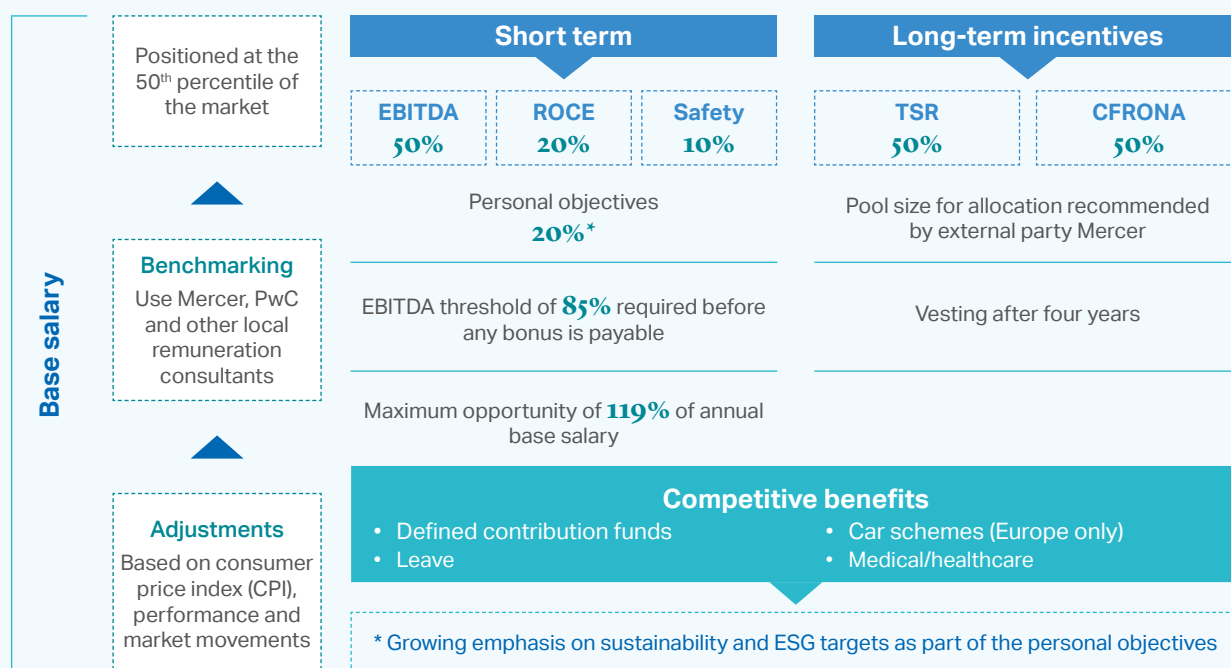 Base salary
Positioned at the
50th percentile of
the market
Benchmarking
Use Mercer, PwC
and other local
remuneration
consultants
Adjustments
Based on consumer
price index (CPI),
performance and
market movements
Short term
EBITDA
50%
ROCE
20%
Safety
10%
Personal objectives
20%*
EBITDA threshold of 85% required before
any bonus is payable
Maximum opportunity of 119% of annual
base salary
Long-term incentives
TSR
50%
CFRONA
50%
Pool size for allocation recommended
by external party Mercer
Vesting after four years
Competitive benefits
• Defined contribution funds
• Leave
• Car schemes (Europe only)
• Medical/healthcare
* Growing emphasis on sustainability and ESG targets as part of the personal objectives